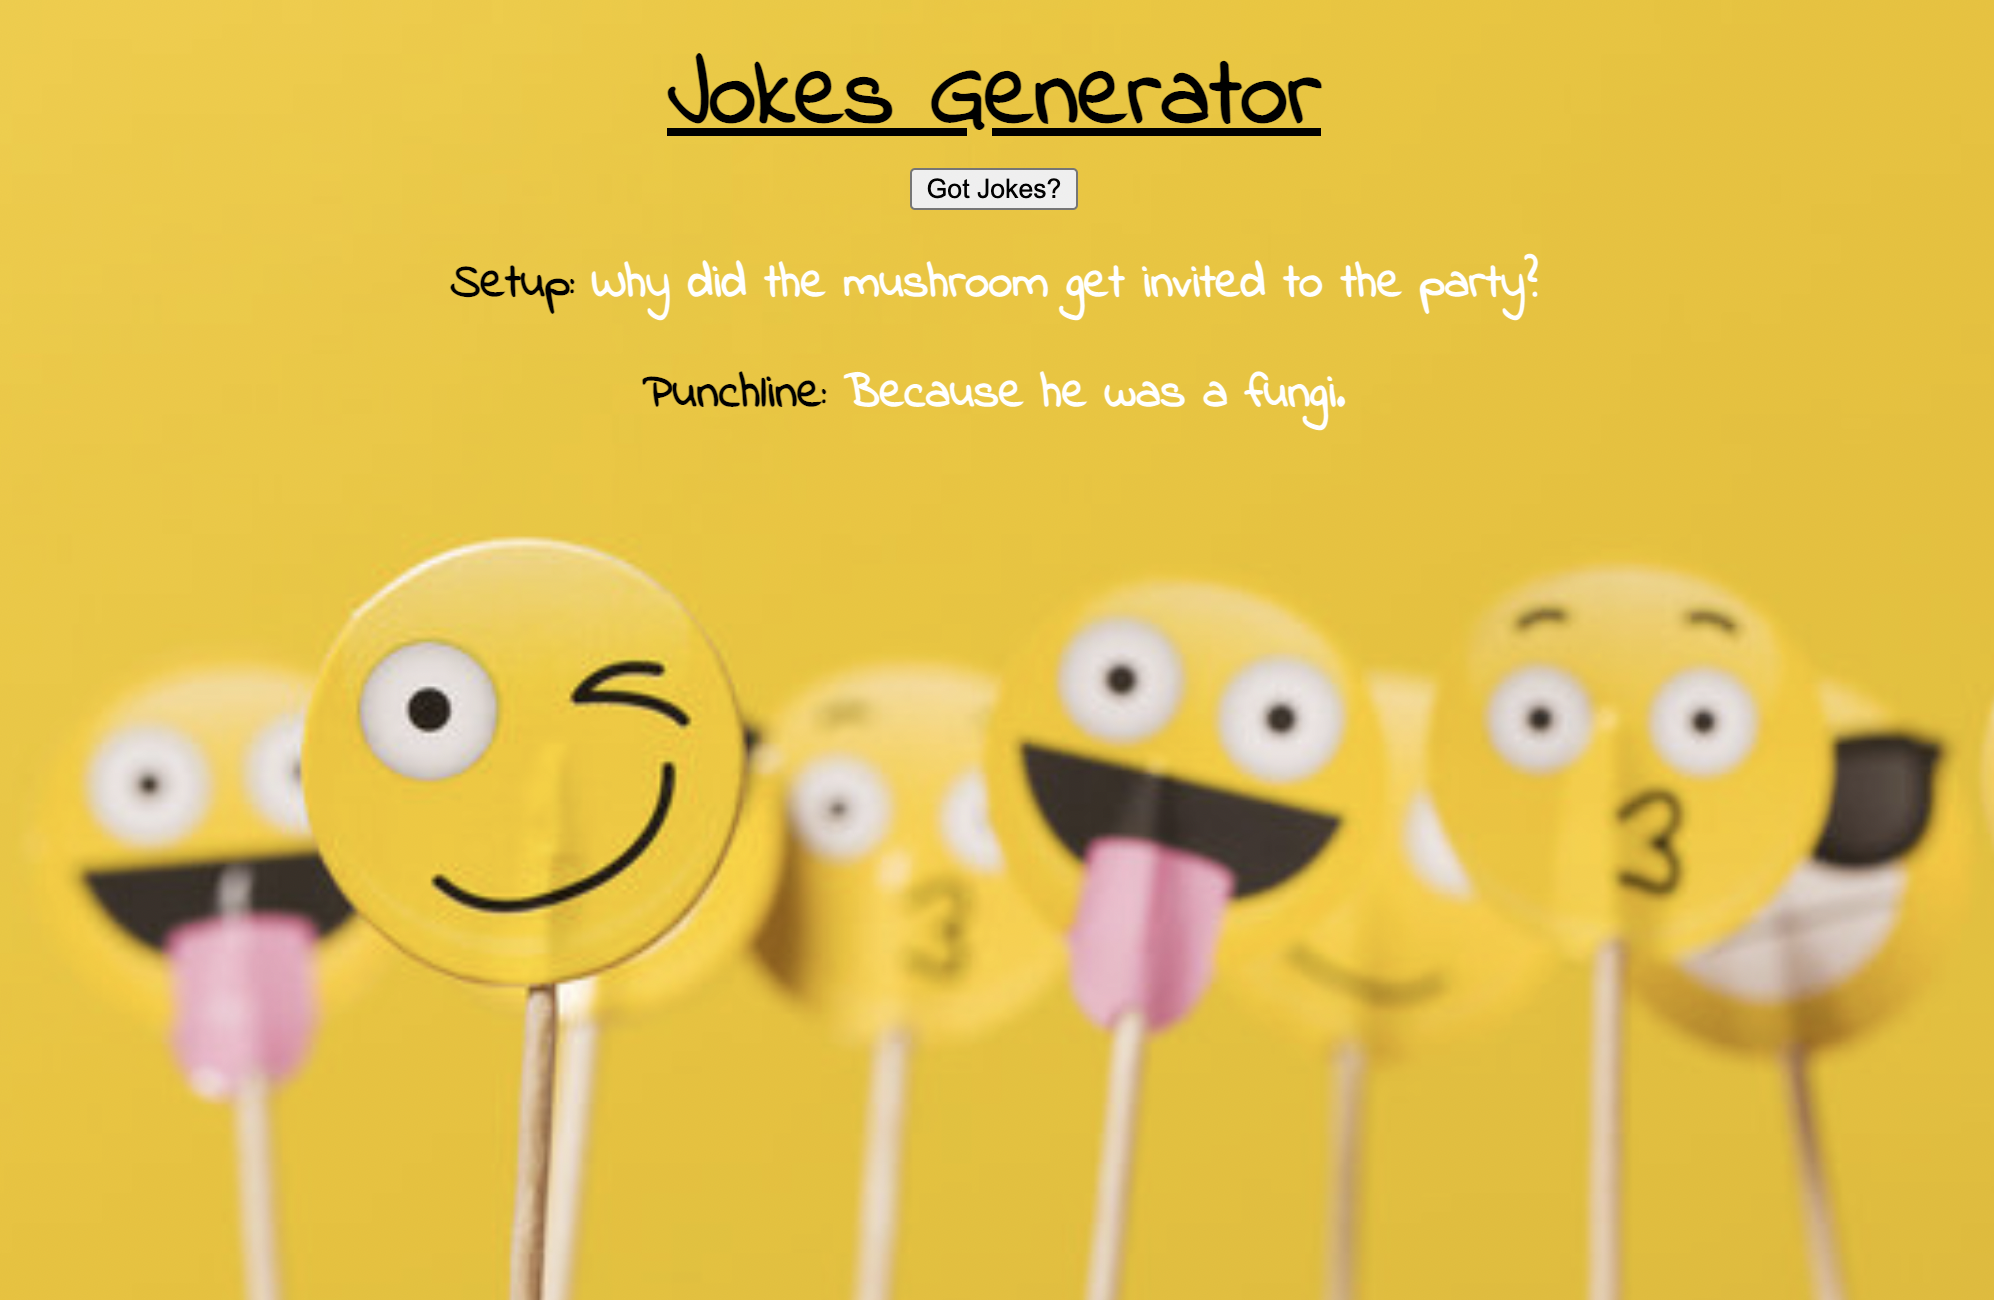 Jokes Generator
Got Jokes?
Setup: Why did the mushroom get invited to the party?
Punchline: Because he was a fungi.